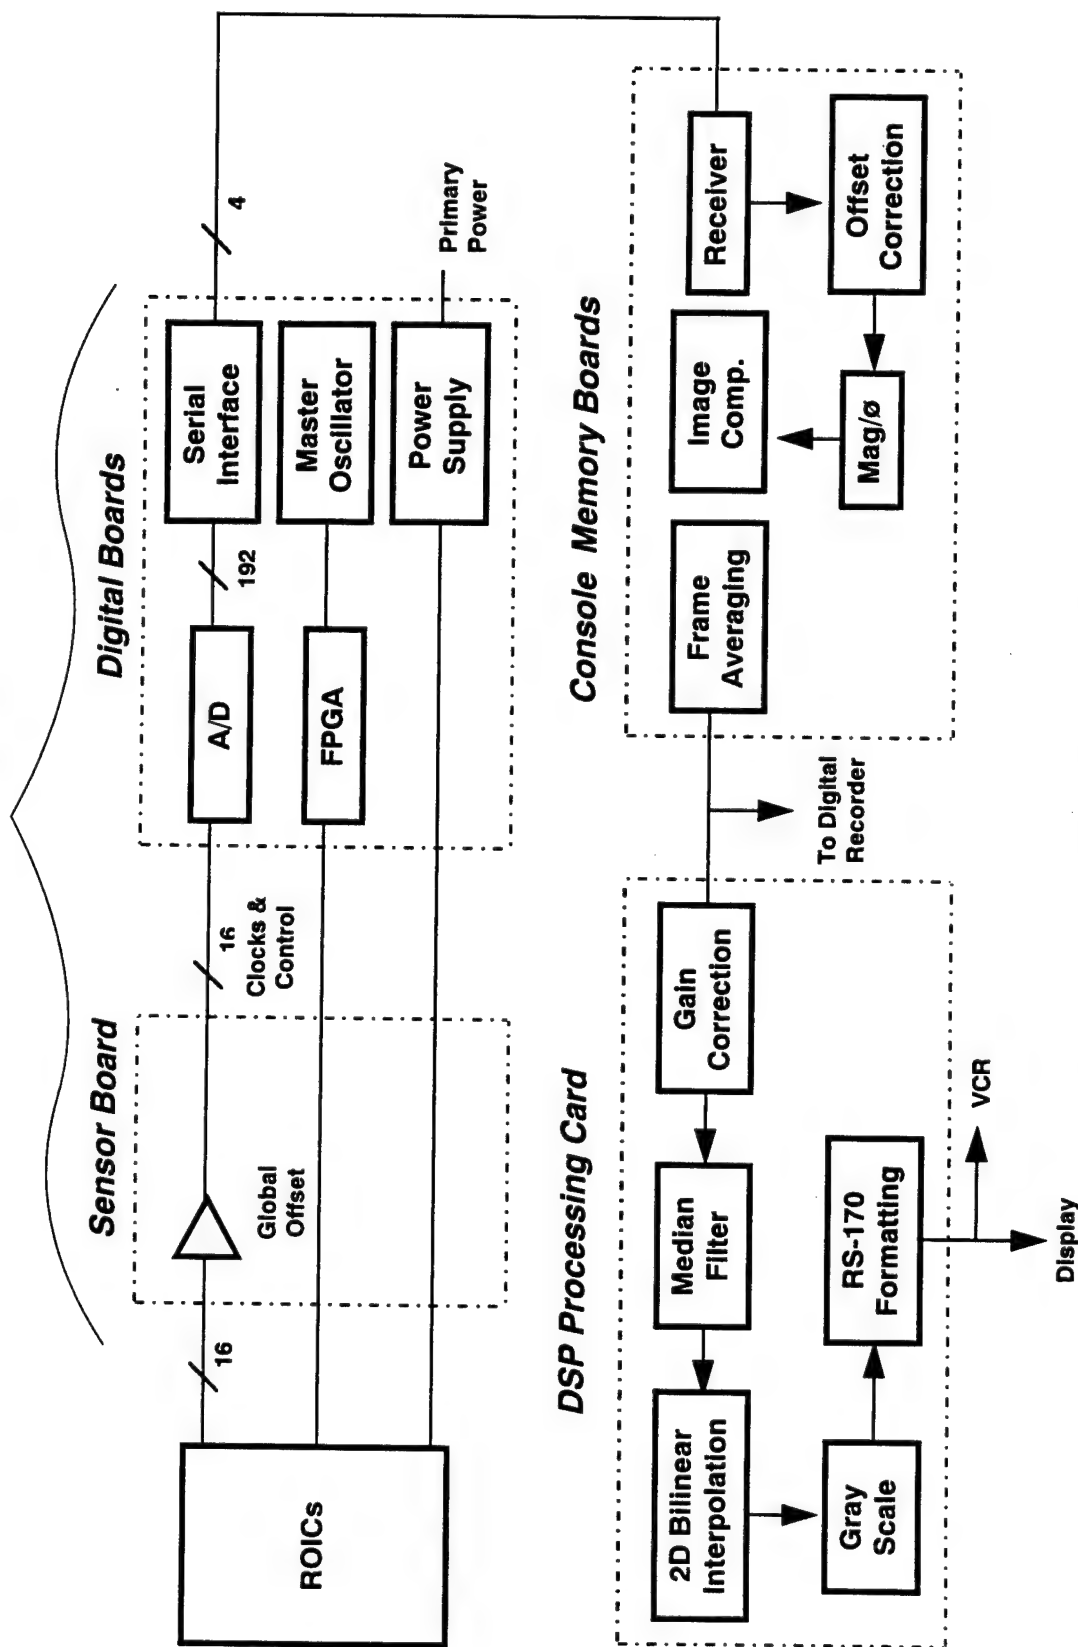 Sensor Board
Digital Boards
ROICs
16
Global
Offset
16
Clocks &
Control
A/D
192
Serial
Interface
4
FPGA
Master
Oscillator
Power
Supply
Primary
Power
DSP Processing Card
Console Memory Boards
2D Bilinear
Interpolation
Median
Filter
Gain
Correction
Gray
Scale
RS-170
Formatting
VCR
Display
To Digital
Recorder
Frame
Averaging
Image
Comp.
Receiver
Mag/ø
Offset
Correction